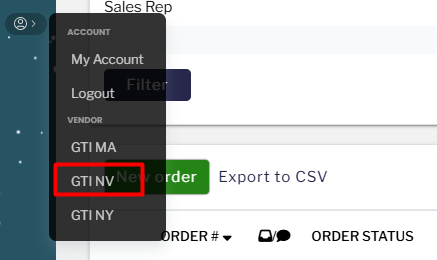 Sales Rep
ACCOUNT
My Account
Filter
Logout
VENDOR
GTI MA
GTI NV
New order
Export to CSV
GTI NY
ORDER #
/
ORDER STATUS